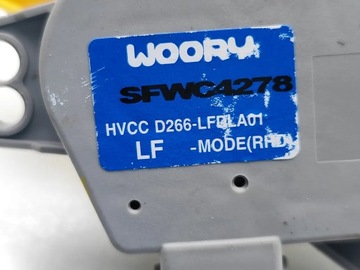 WOORY
SFWC4278
HVCC D266-LFDLA01
LF -MODE(RHD)